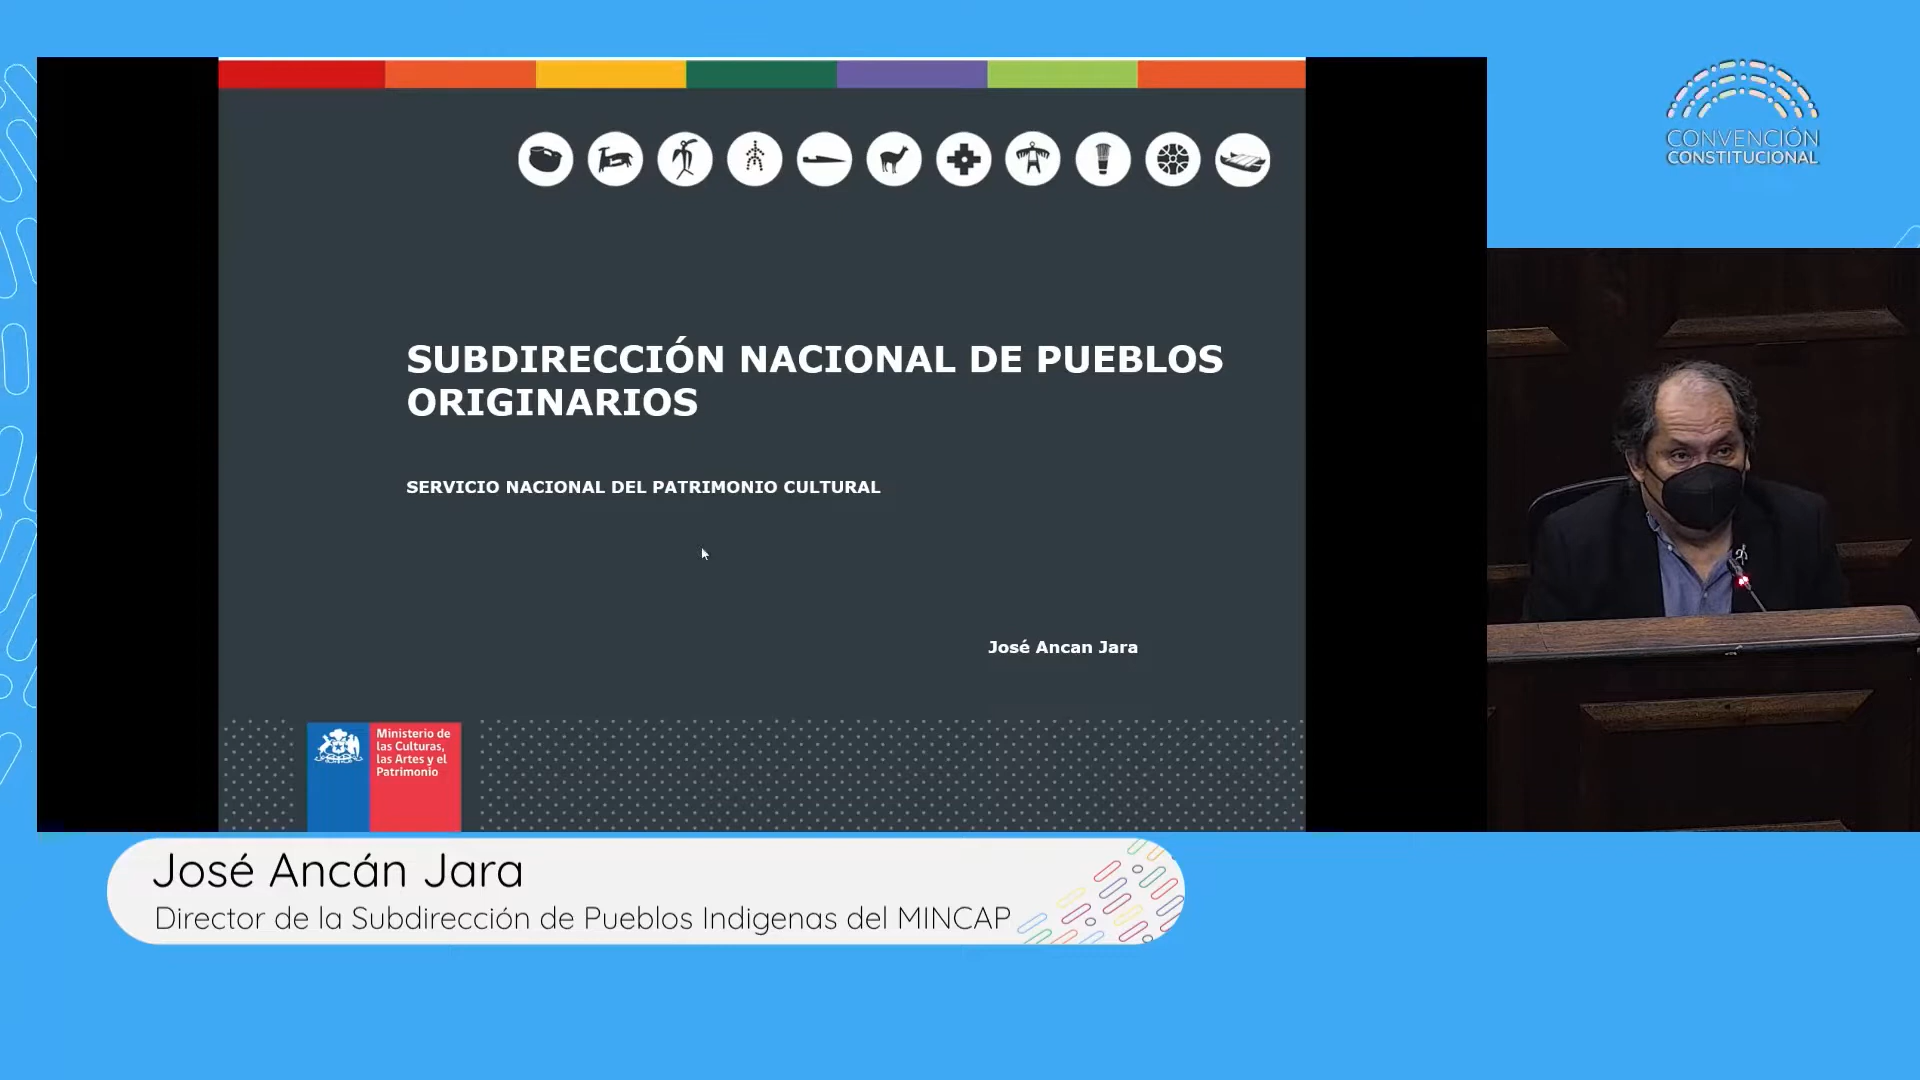 CONVENCIÓN
CONSTITUCIONAL
SUBDIRECCIÓN NACIONAL DE PUEBLOS
ORIGINARIOS
SERVICIO NACIONAL DEL PATRIMONIO CULTURAL
José Ancan Jara
Ministerio de
las Culturas,
las Artes y el
Patrimonio
José Ancán Jara
Director de la Subdirección de Pueblos Indigenas del MINCAP